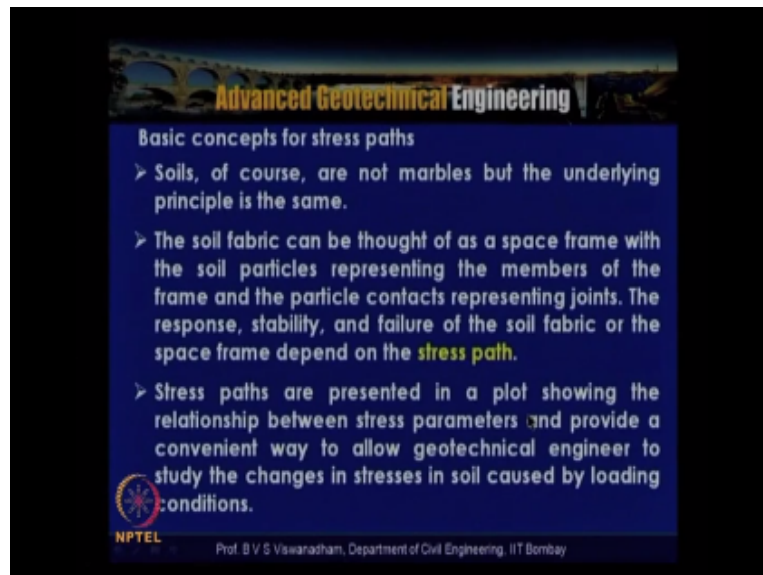 Advanced Geotechnical Engineering
Basic concepts for stress paths
➢ Soils, of course, are not marbles but the underlying
principle is the same.
➢ The soil fabric can be thought of as a space frame with
the soil particles representing the members of the
frame and the particle contacts representing joints. The
response, stability, and failure of the soil fabric or the
space frame depend on the stress path.
➢ Stress paths are presented in a plot showing the
relationship between stress parameters and provide a
convenient way to allow geotechnical engineer to
study the changes in stresses in soil caused by loading
conditions.
NPTEL
Prof. B V S Viswanadham, Department of Civil Engineering, IIT Bombay